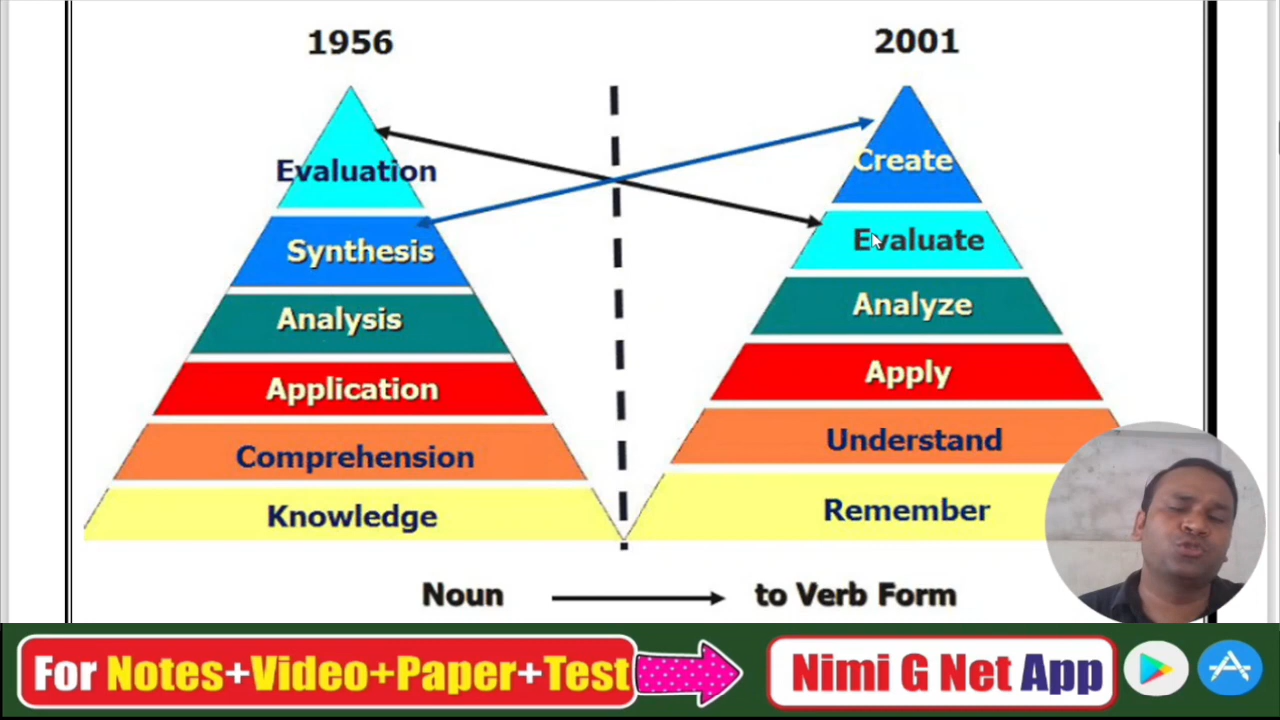 1956
Evaluation
Synthesis
Analysis
Application
Comprehension
Knowledge
2001
Create
Evaluate
Analyze
Apply
Understand
Remember
Noun
to Verb Form
For Notes+Video+Paper+Test
Nimi G Net App